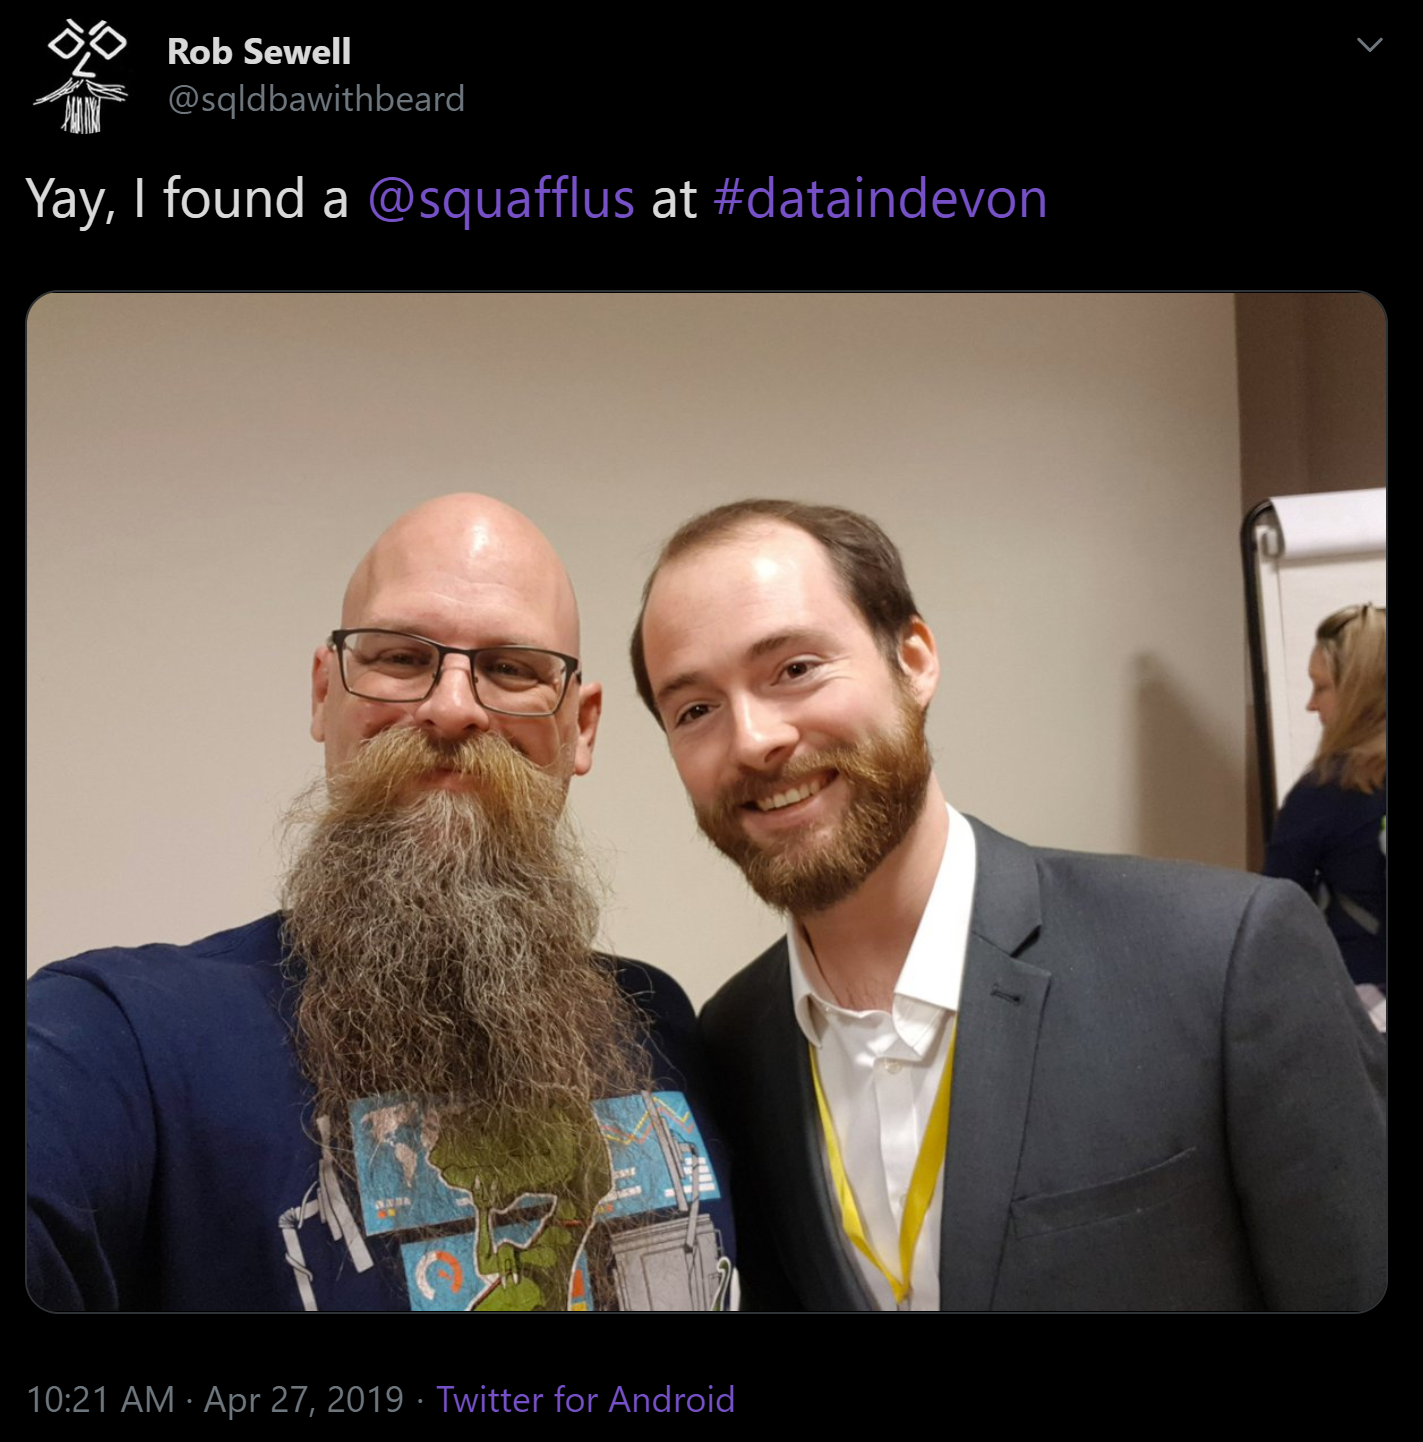 Rob Sewell
@sqldbawithbeard
Yay, I found a @squafflus at #dataindevon
10:21 AM · Apr 27, 2019 · Twitter for Android